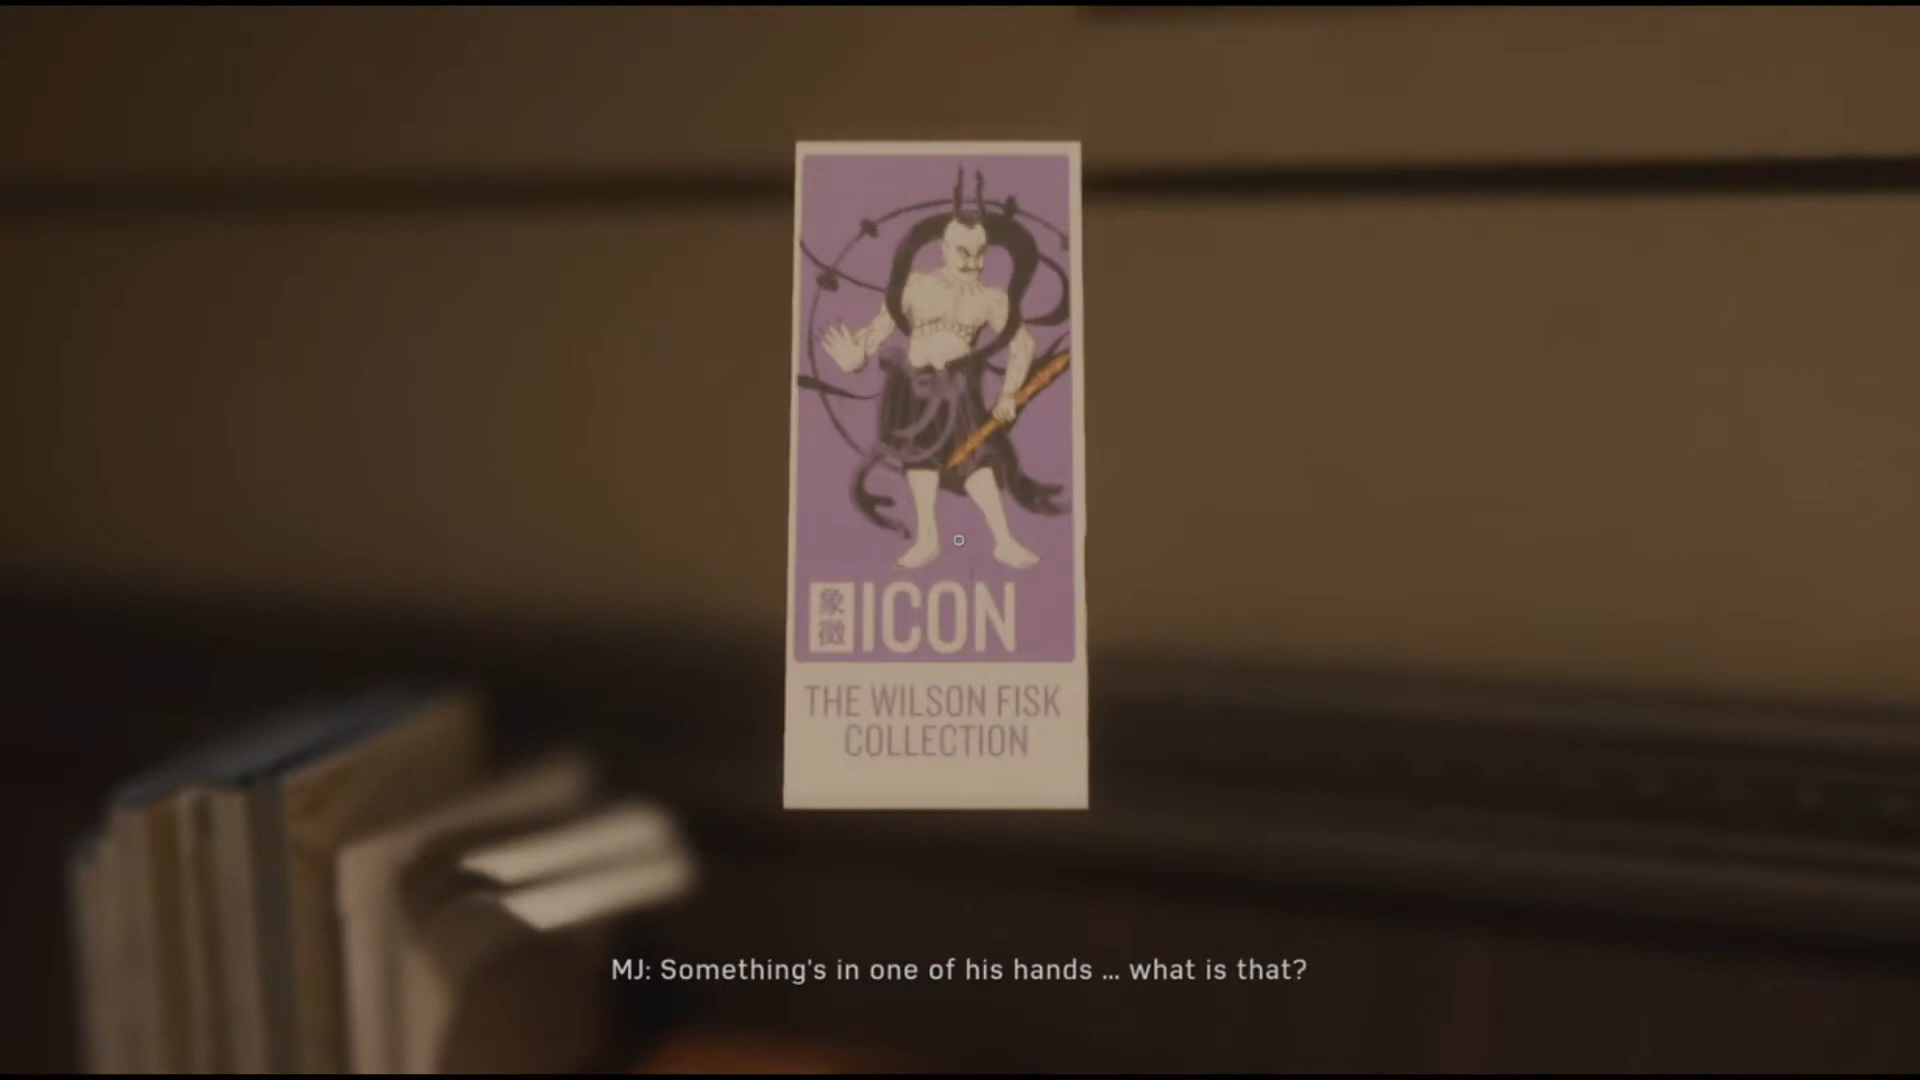 象徵 ICON
THE WILSON FISK
COLLECTION
MJ: Something's in one of his hands ... what is that?